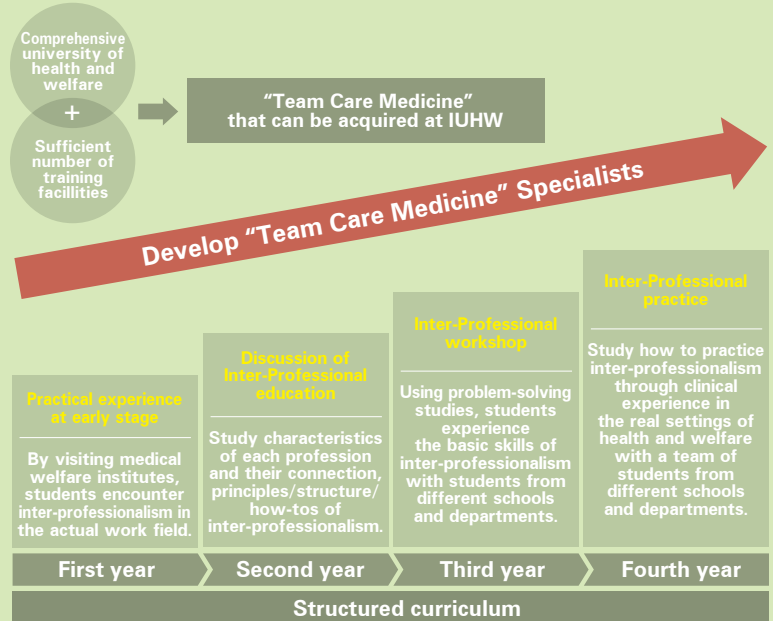 Comprehensive
university of
health and
welfare
+
Sufficient
number of
training
facillities
“Team Care Medicine”
that can be acquired at IUHW
Develop “Team Care Medicine” Specialists
Practical experience
at early stage
By visiting medical
welfare institutes,
students encounter
inter-professionalism in
the actual work field.
Discussion of
Inter-Professional
education
Study characteristics
of each profession
and their connection,
principles/structure/
how-tos of
inter-professionalism.
Inter-Professional
workshop
Using problem-solving
studies, students
experience
the basic skills of
inter-professionalism
with students from
different schools
and departments.
Inter-Professional
practice
Study how to practice
inter-professionalism
through clinical
experience in
the real settings of
health and welfare
with a team of
students from
different schools
and departments.
First year
Second year
Third year
Fourth year
Structured curriculum